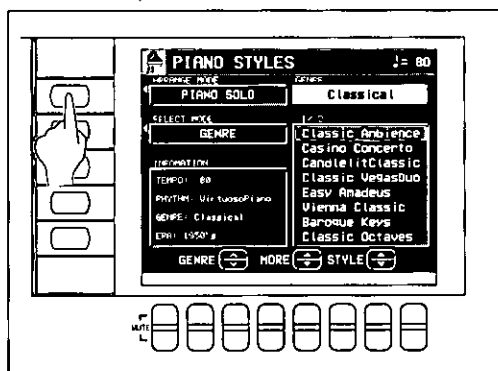 PIANO STYLES ♩= 80
ARRANGE MODE
PIANO SOLO
GENRE
Classical
SELECT MODE
GENRE
INFOMATION
TEMPO: 80
RHYTHM: VirtuosoPiano
GENRE: Classical
ERA: 1950's
Classic Ambience
Casino Concerto
CandlelitClassic
Classic VegasDuo
Easy Amadeus
Vienna Classic
Baroque Keys
Classic Octaves
GENRE MORE STYLE
MUTE